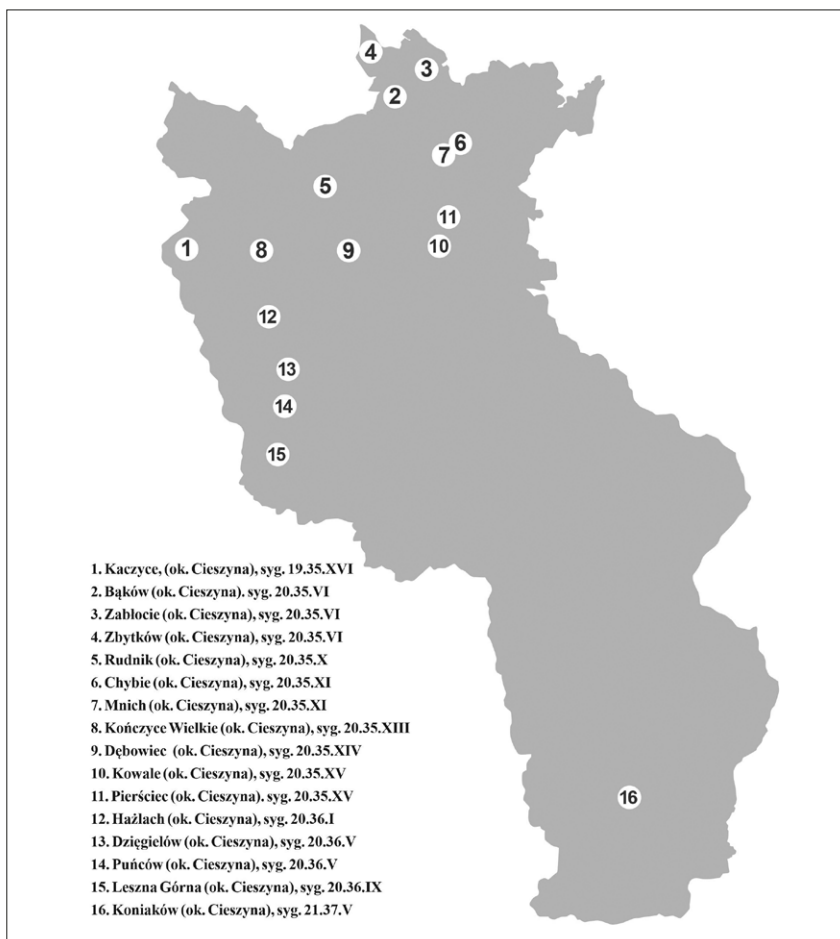 4
3
2
6
7
5
11
1
8
9
10
12
13
14
15
16
1. Kaczyce, (ok. Cieszyna), syg. 19.35.XVI
2. Bąków (ok. Cieszyna). syg. 20.35.VI
3. Zabłocie (ok. Cieszyna), syg. 20.35.VI
4. Zbytków (ok. Cieszyna), syg. 20.35.VI
5. Rudnik (ok. Cieszyna), syg. 20.35.X
6. Chybie (ok. Cieszyna), syg. 20.35.XI
7. Mnich (ok. Cieszyna), syg. 20.35.XI
8. Kończyce Wielkie (ok. Cieszyna), syg. 20.35.XIII
9. Dębowiec (ok. Cieszyna), syg. 20.35.XIV
10. Kowale (ok. Cieszyna), syg. 20.35.XV
11. Pierściec (ok. Cieszyna). syg. 20.35.XV
12. Hażlach (ok. Cieszyna), syg. 20.36.I
13. Dzięgielów (ok. Cieszyna), syg. 20.36.V
14. Puńców (ok. Cieszyna), syg. 20.36.V
15. Leszna Górna (ok. Cieszyna), syg. 20.36.IX
16. Koniaków (ok. Cieszyna), syg. 21.37.V